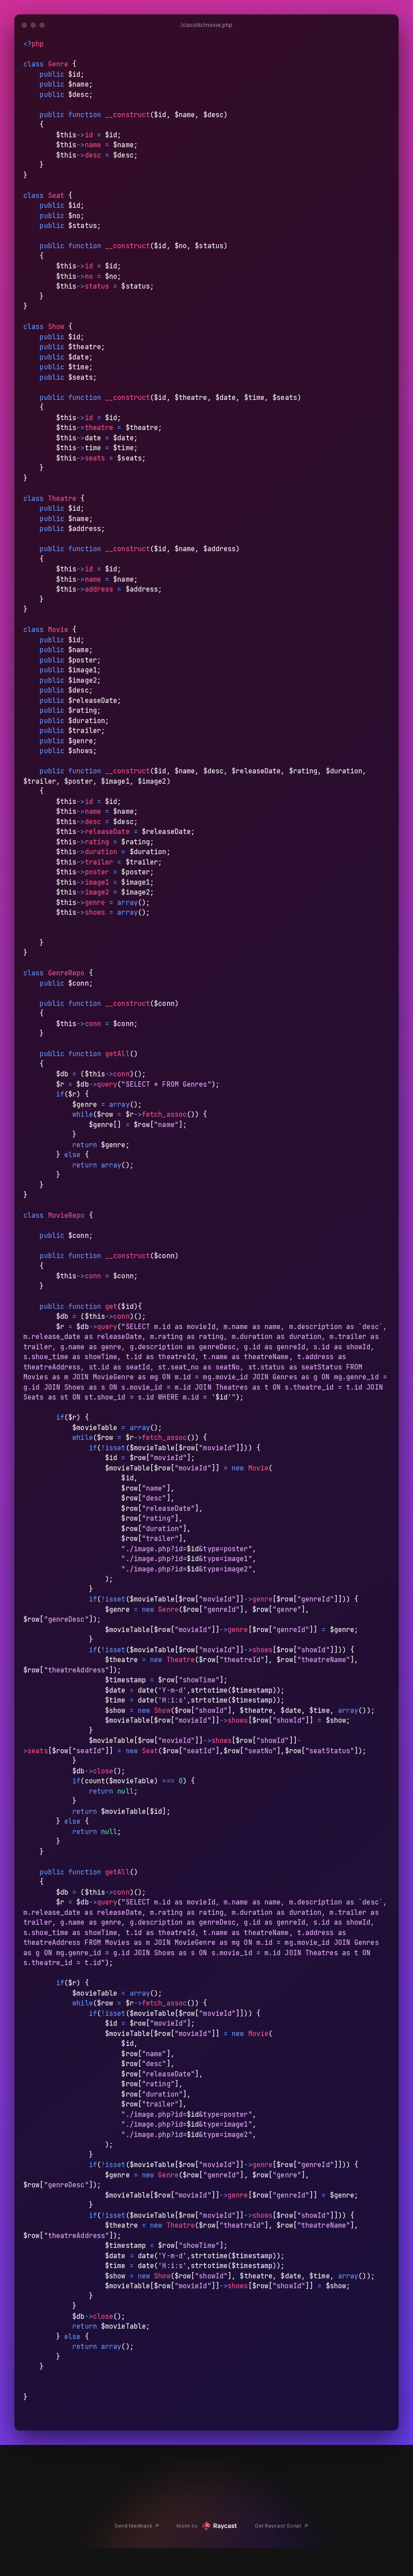 /classlib/movie.php
<?php

class Genre {
    public $id;
    public $name;
    public $desc;

    public function __construct($id, $name, $desc)
    {
        $this->id = $id;
        $this->name = $name;
        $this->desc = $desc;
    }
}

class Seat {
    public $id;
    public $no;
    public $status;

    public function __construct($id, $no, $status)
    {
        $this->id = $id;
        $this->no = $no;
        $this->status = $status;
    }
}

class Show {
    public $id;
    public $theatre;
    public $date;
    public $time;
    public $seats;

    public function __construct($id, $theatre, $date, $time, $seats)
    {
        $this->id = $id;
        $this->theatre = $theatre;
        $this->date = $date;
        $this->time = $time;
        $this->seats = $seats;
    }
}

class Theatre {
    public $id;
    public $name;
    public $address;

    public function __construct($id, $name, $address)
    {
        $this->id = $id;
        $this->name = $name;
        $this->address = $address;
    }
}

class Movie {
    public $id;
    public $name;
    public $poster;
    public $image1;
    public $image2;
    public $desc;
    public $releaseDate;
    public $rating;
    public $duration;
    public $trailer;
    public $genre;
    public $shows;

    public function __construct($id, $name, $desc, $releaseDate, $rating, $duration,
$trailer, $poster, $image1, $image2)
    {
        $this->id = $id;
        $this->name = $name;
        $this->desc = $desc;
        $this->releaseDate = $releaseDate;
        $this->rating = $rating;
        $this->duration = $duration;
        $this->trailer = $trailer;
        $this->poster = $poster;
        $this->image1 = $image1;
        $this->image2 = $image2;
        $this->genre = array();
        $this->shows = array();


    }
}

class GenreRepo {
    public $conn;

    public function __construct($conn)
    {
        $this->conn = $conn;
    }

    public function getAll()
    {
        $db = ($this->conn)();
        $r = $db->query("SELECT * FROM Genres");
        if($r) {
            $genre = array();
            while($row = $r->fetch_assoc()) {
                $genre[] = $row["name"];
            }
            return $genre;
        } else {
            return array();
        }
    }
}

class MovieRepo {

    public $conn;

    public function __construct($conn)
    {
        $this->conn = $conn;
    }

    public function get($id){
        $db = ($this->conn)();
        $r = $db->query("SELECT m.id as movieId, m.name as name, m.description as `desc`,
m.release_date as releaseDate, m.rating as rating, m.duration as duration, m.trailer as
trailer, g.name as genre, g.description as genreDesc, g.id as genreId, s.id as showId,
s.show_time as showTime, t.id as theatreId, t.name as theatreName, t.address as
theatreAddress, st.id as seatId, st.seat_no as seatNo, st.status as seatStatus FROM
Movies as m JOIN MovieGenre as mg ON m.id = mg.movie_id JOIN Genres as g ON mg.genre_id =
g.id JOIN Shows as s ON s.movie_id = m.id JOIN Theatres as t ON s.theatre_id = t.id JOIN
Seats as st ON st.show_id = s.id WHERE m.id = '$id'");

        if($r) {
            $movieTable = array();
            while($row = $r->fetch_assoc()) {
                if(!isset($movieTable[$row["movieId"]])) {
                    $id = $row["movieId"];
                    $movieTable[$row["movieId"]] = new Movie(
                        $id,
                        $row["name"],
                        $row["desc"],
                        $row["releaseDate"],
                        $row["rating"],
                        $row["duration"],
                        $row["trailer"],
                        "./image.php?id=$id&type=poster",
                        "./image.php?id=$id&type=image1",
                        "./image.php?id=$id&type=image2",
                    );
                }
                if(!isset($movieTable[$row["movieId"]]->genre[$row["genreId"]])) {
                    $genre = new Genre($row["genreId"], $row["genre"],
$row["genreDesc"]);
                    $movieTable[$row["movieId"]]->genre[$row["genreId"]] = $genre;
                }
                if(!isset($movieTable[$row["movieId"]]->shows[$row["showId"]])) {
                    $theatre = new Theatre($row["theatreId"], $row["theatreName"],
$row["theatreAddress"]);
                    $timestamp = $row["showTime"];
                    $date = date('Y-m-d',strtotime($timestamp));
                    $time = date('H:i:s',strtotime($timestamp));
                    $show = new Show($row["showId"], $theatre, $date, $time, array());
                    $movieTable[$row["movieId"]]->shows[$row["showId"]] = $show;
                }
                $movieTable[$row["movieId"]]->shows[$row["showId"]]-
>seats[$row["seatId"]] = new Seat($row["seatId"],$row["seatNo"],$row["seatStatus"]);
            }
            $db->close();
            if(count($movieTable) === 0) {
                return null;
            }
            return $movieTable[$id];
        } else {
            return null;
        }
    }

    public function getAll()
    {
        $db = ($this->conn)();
        $r = $db->query("SELECT m.id as movieId, m.name as name, m.description as `desc`,
m.release_date as releaseDate, m.rating as rating, m.duration as duration, m.trailer as
trailer, g.name as genre, g.description as genreDesc, g.id as genreId, s.id as showId,
s.show_time as showTime, t.id as theatreId, t.name as theatreName, t.address as
theatreAddress FROM Movies as m JOIN MovieGenre as mg ON m.id = mg.movie_id JOIN Genres
as g ON mg.genre_id = g.id JOIN Shows as s ON s.movie_id = m.id JOIN Theatres as t ON
s.theatre_id = t.id");

        if($r) {
            $movieTable = array();
            while($row = $r->fetch_assoc()) {
                if(!isset($movieTable[$row["movieId"]])) {
                    $id = $row["movieId"];
                    $movieTable[$row["movieId"]] = new Movie(
                        $id,
                        $row["name"],
                        $row["desc"],
                        $row["releaseDate"],
                        $row["rating"],
                        $row["duration"],
                        $row["trailer"],
                        "./image.php?id=$id&type=poster",
                        "./image.php?id=$id&type=image1",
                        "./image.php?id=$id&type=image2",
                    );
                }
                if(!isset($movieTable[$row["movieId"]]->genre[$row["genreId"]])) {
                    $genre = new Genre($row["genreId"], $row["genre"],
$row["genreDesc"]);
                    $movieTable[$row["movieId"]]->genre[$row["genreId"]] = $genre;
                }
                if(!isset($movieTable[$row["movieId"]]->shows[$row["showId"]])) {
                    $theatre = new Theatre($row["theatreId"], $row["theatreName"],
$row["theatreAddress"]);
                    $timestamp = $row["showTime"];
                    $date = date('Y-m-d',strtotime($timestamp));
                    $time = date('H:i:s',strtotime($timestamp));
                    $show = new Show($row["showId"], $theatre, $date, $time, array());
                    $movieTable[$row["movieId"]]->shows[$row["showId"]] = $show;
                }
            }
            $db->close();
            return $movieTable;
        } else {
            return array();
        }
    }


}
Send feedback ↗ Made by Raycast Get Raycast Script ↗